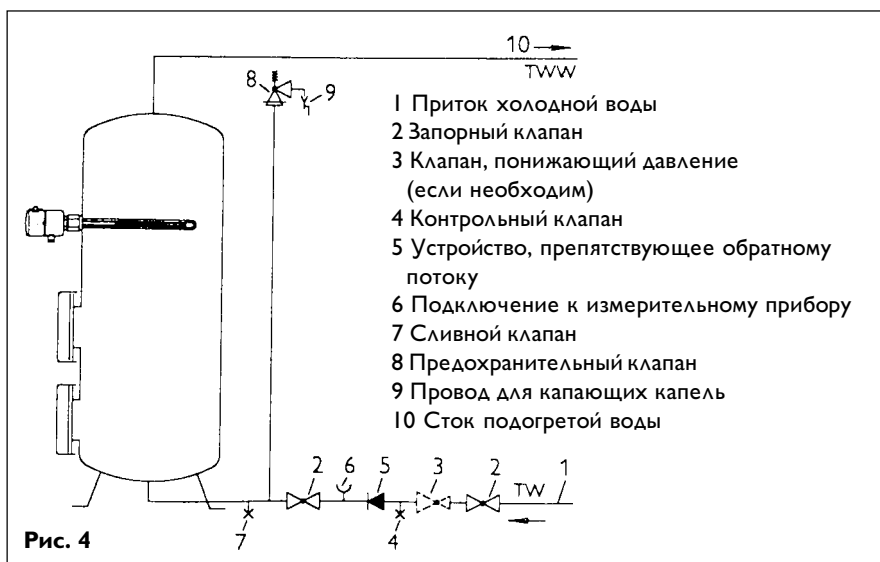 10
TWW
8
9
1 Приток холодной воды
2 Запорный клапан
3 Клапан, понижающий давление
(если необходим)
4 Контрольный клапан
5 Устройство, препятствующее обратному
потоку
6 Подключение к измерительному прибору
7 Сливной клапан
8 Предохранительный клапан
9 Провод для капающих капель
10 Сток подогретой воды
2 6 5 3 2 TW 1
7 4
Рис. 4